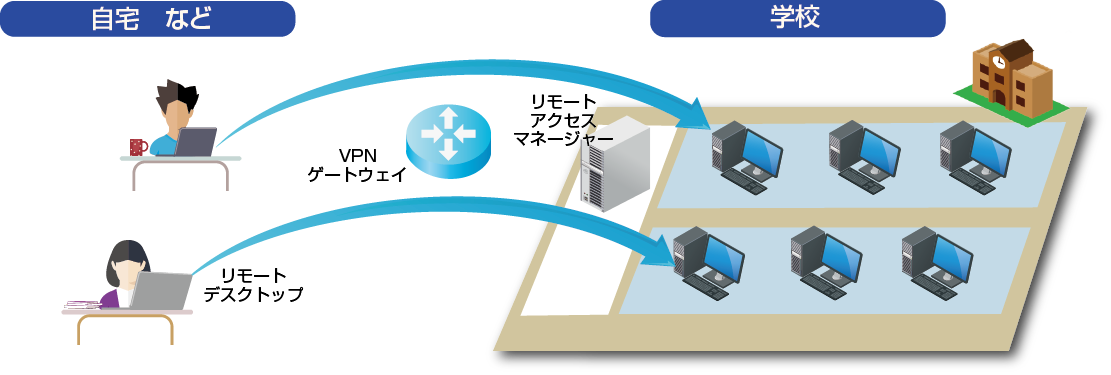 自宅　など
学校
リモート
アクセス
マネージャー
VPN
ゲートウェイ
リモート
デスクトップ